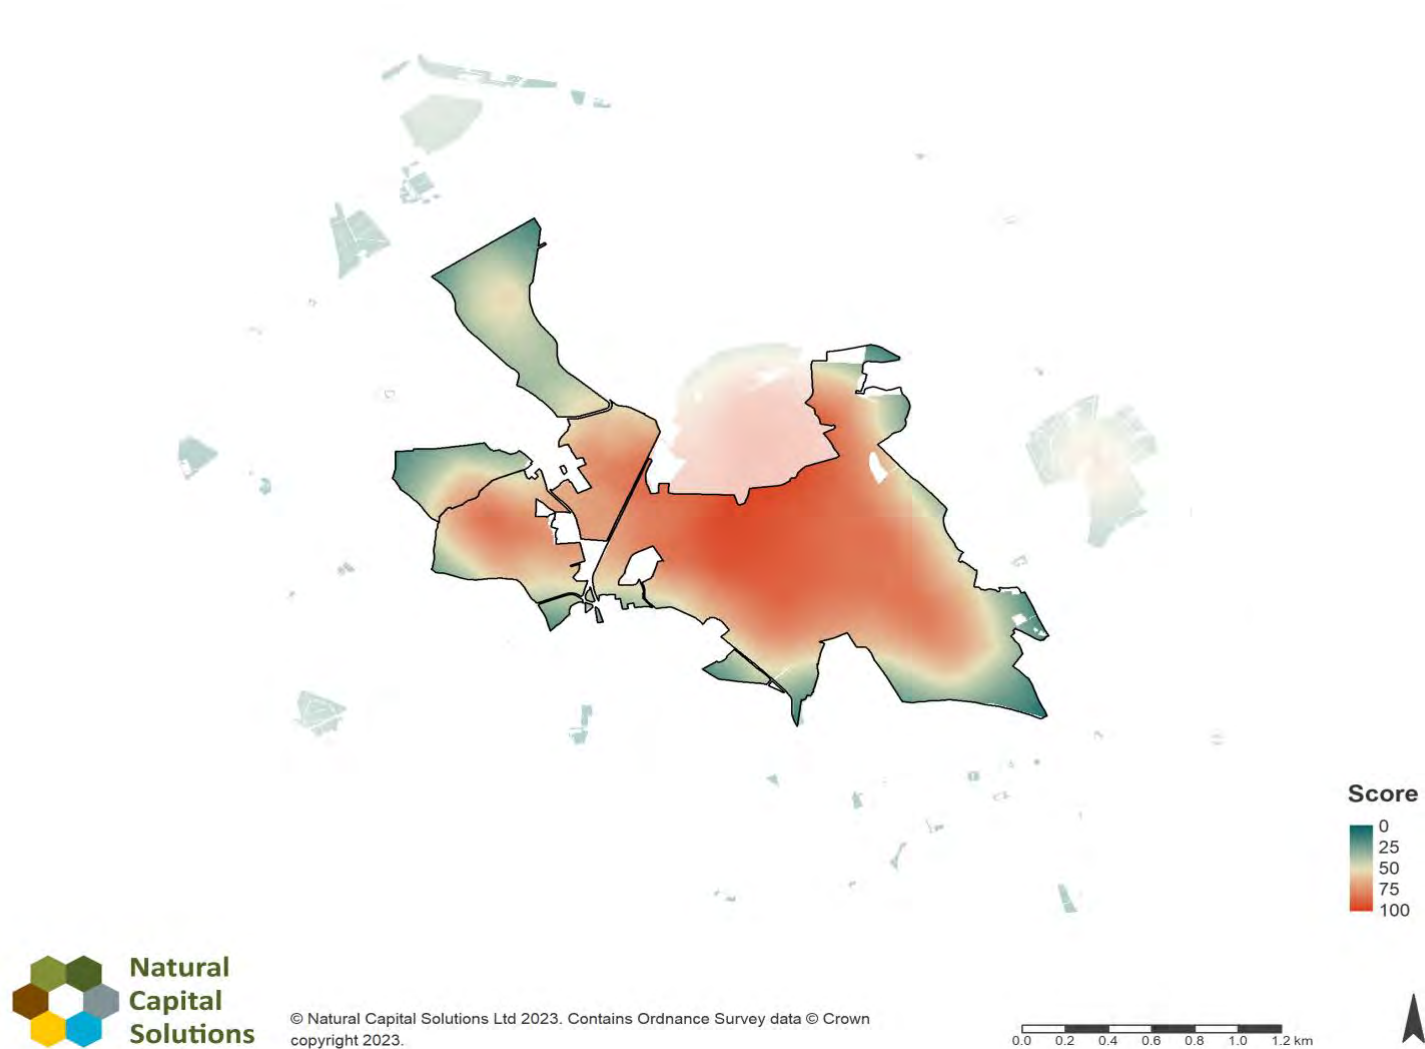 Score
0
25
50
75
100
Natural
Capital
Solutions
© Natural Capital Solutions Ltd 2023. Contains Ordnance Survey data © Crown
copyright 2023.
0.0 0.2 0.4 0.6 0.8 1.0 1.2 km